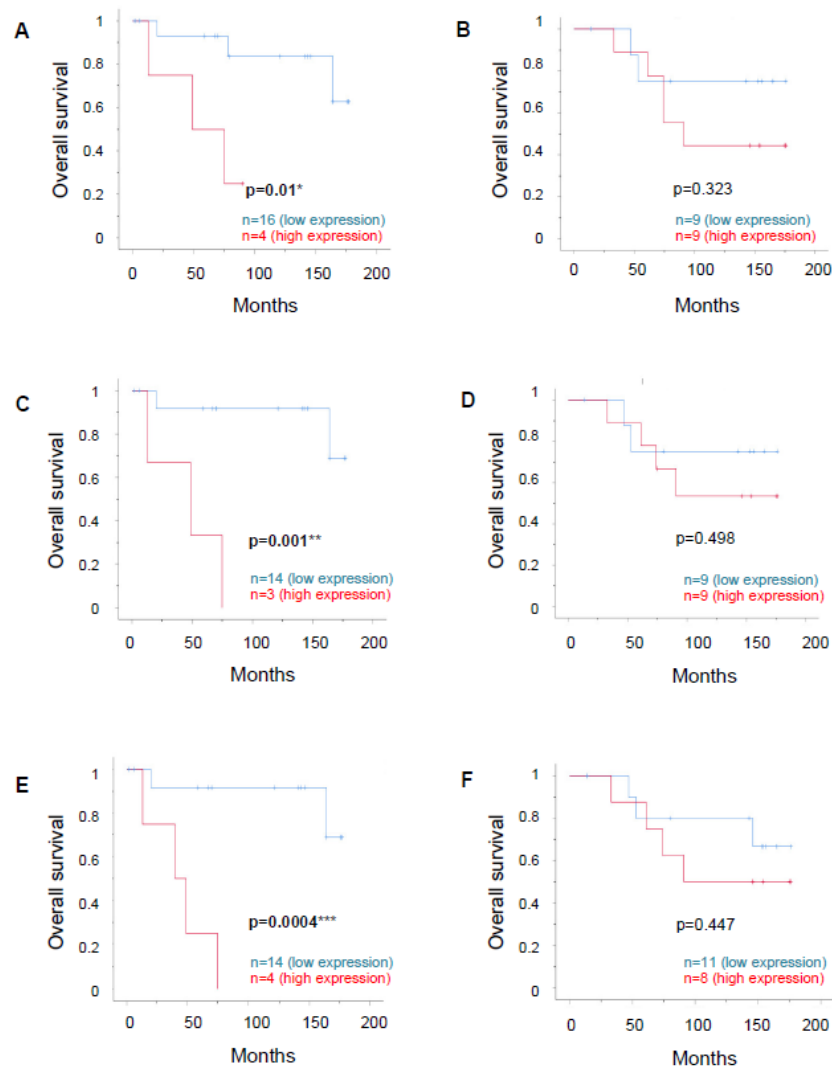 A
Overall survival
1
0.8
0.6
0.4
0.2
0
p=0.01*
n=16 (low expression)
n=4 (high expression)
0 50 100 150 200
Months
B
Overall survival
1
0.8
0.6
0.4
0.2
0
p=0.323
n=9 (low expression)
n=9 (high expression)
0 50 100 150 200
Months
C
Overall survival
1
0.8
0.6
0.4
0.2
0
p=0.001**
n=14 (low expression)
n=3 (high expression)
0 50 100 150 200
Months
D
Overall survival
1
0.8
0.6
0.4
0.2
0
p=0.498
n=9 (low expression)
n=9 (high expression)
0 50 100 150 200
Months
E
Overall survival
1
0.8
0.6
0.4
0.2
0
p=0.0004***
n=14 (low expression)
n=4 (high expression)
0 50 100 150 200
Months
F
Overall survival
1
0.8
0.6
0.4
0.2
0
p=0.447
n=11 (low expression)
n=8 (high expression)
0 50 100 150 200
Months